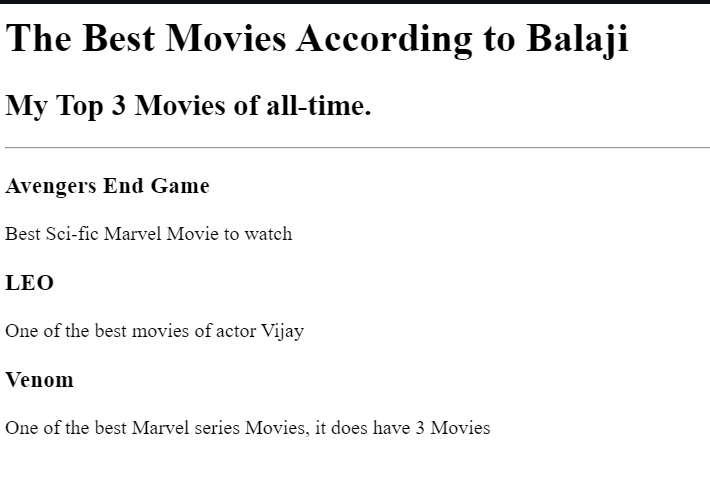 The Best Movies According to Balaji
My Top 3 Movies of all-time.
Avengers End Game
Best Sci-fic Marvel Movie to watch
LEO
One of the best movies of actor Vijay
Venom
One of the best Marvel series Movies, it does have 3 Movies